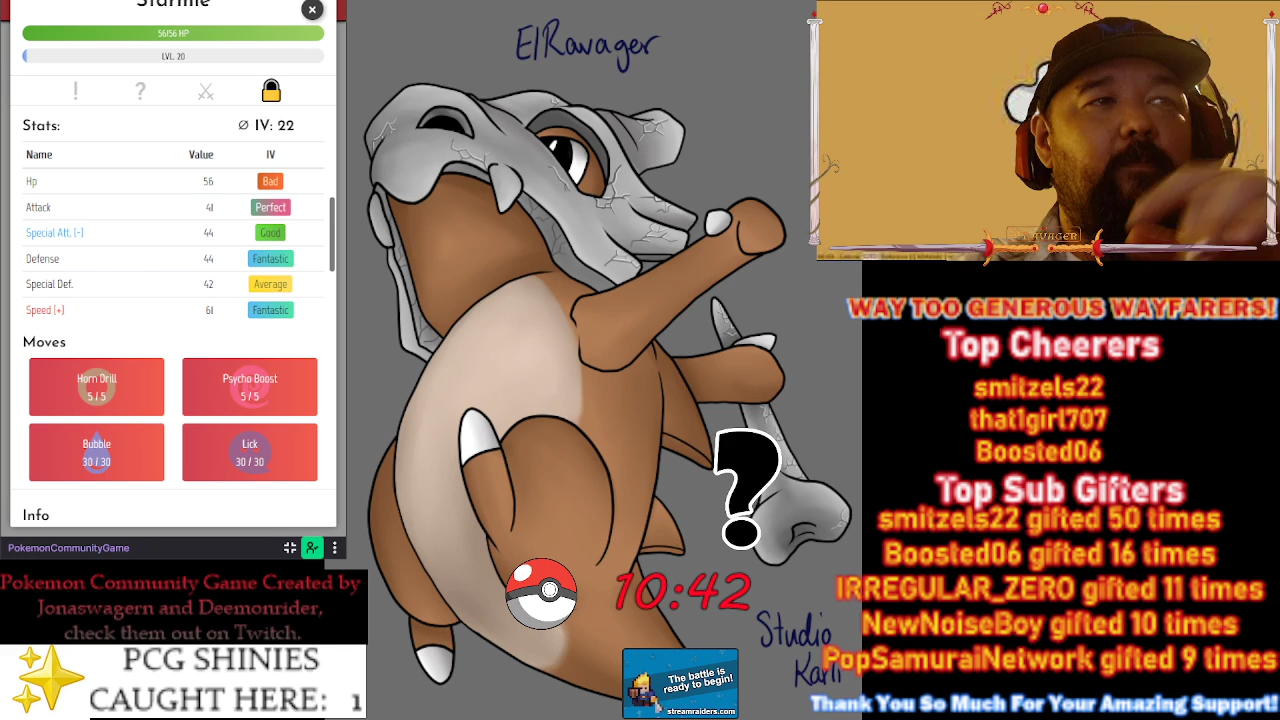 Starmie
56/56 HP
LVL. 20
Stats:
∅ IV: 22
Name Value IV
Hp 56 Bad
Attack 41 Perfect
Special Att. [-] 44 Good
Defense 44 Fantastic
Special Def. 42 Average
Speed [+] 61 Fantastic
Moves
Horn Drill
5 / 5
Psycho Boost
5 / 5
Bubble
30 / 30
Lick
30 / 30
Info
PokemonCommunityGame
Pokemon Community Game Created by
Jonaswagern and Deemonrider,
check them out on Twitch.
PCG SHINIES
CAUGHT HERE: 1
ElRavager
?
10:42
Studio
The battle is
ready to begin!
streamraiders.com
WAY TOO GENEROUS WAYFARERS!
Top Cheerers
smitzels22
that1girl707
Boosted06
Top Sub Gifters
smitzels22 gifted 50 times
Boosted06 gifted 16 times
IRREGULAR_ZERO gifted 11 times
NewNoiseBoy gifted 10 times
PopSamuraiNetwork gifted 9 times
Thank You So Much For Your Amazing Support!